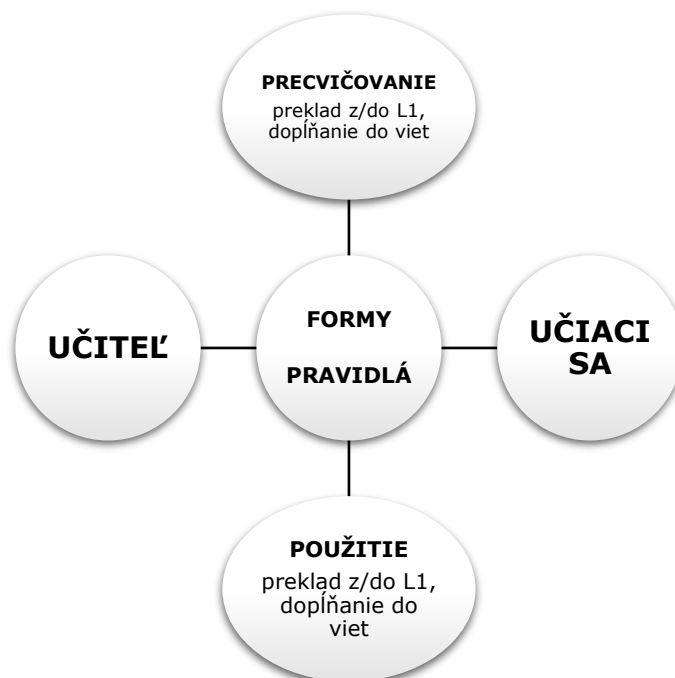 PRECVIČOVANIE
preklad z/do L1,
dopĺňanie do viet
UČITEĽ
FORMY
PRAVIDLÁ
UČIACI
SA
POUŽITIE
preklad z/do L1,
dopĺňanie do
viet